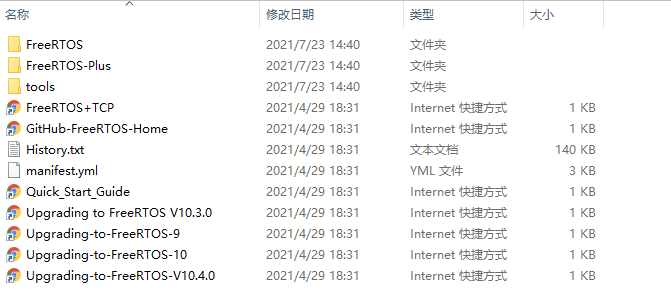 名称 修改日期 类型 大小
FreeRTOS 2021/7/23 14:40 文件夹
FreeRTOS-Plus 2021/7/23 14:40 文件夹
tools 2021/7/23 14:40 文件夹
FreeRTOS+TCP 2021/4/29 18:31 Internet 快捷方式 1 KB
GitHub-FreeRTOS-Home 2021/4/29 18:31 Internet 快捷方式 1 KB
History.txt 2021/4/29 18:31 文本文档 140 KB
manifest.yml 2021/4/29 18:31 YML 文件 3 KB
Quick_Start_Guide 2021/4/29 18:31 Internet 快捷方式 1 KB
Upgrading to FreeRTOS V10.3.0 2021/4/29 18:31 Internet 快捷方式 1 KB
Upgrading-to-FreeRTOS-9 2021/4/29 18:31 Internet 快捷方式 1 KB
Upgrading-to-FreeRTOS-10 2021/4/29 18:31 Internet 快捷方式 1 KB
Upgrading-to-FreeRTOS-V10.4.0 2021/4/29 18:31 Internet 快捷方式 1 KB